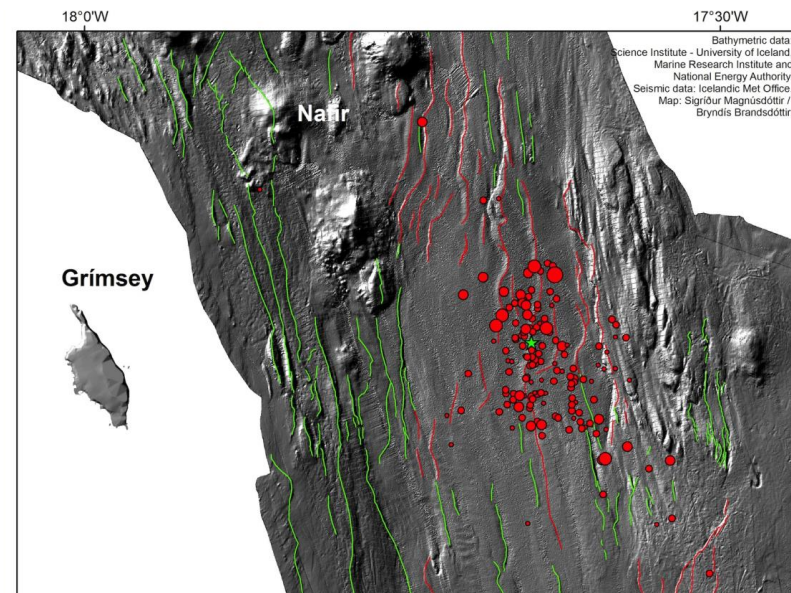 18°0'W
17°30'W
Bathymetric data:
Science Institute - University of Iceland
Marine Research Institute and
National Energy Authority
Seismic data: Icelandic Met Office
Map: Sigríður Magnúsdóttir /
Bryndís Brandsdóttir
Nafir
Grímsey